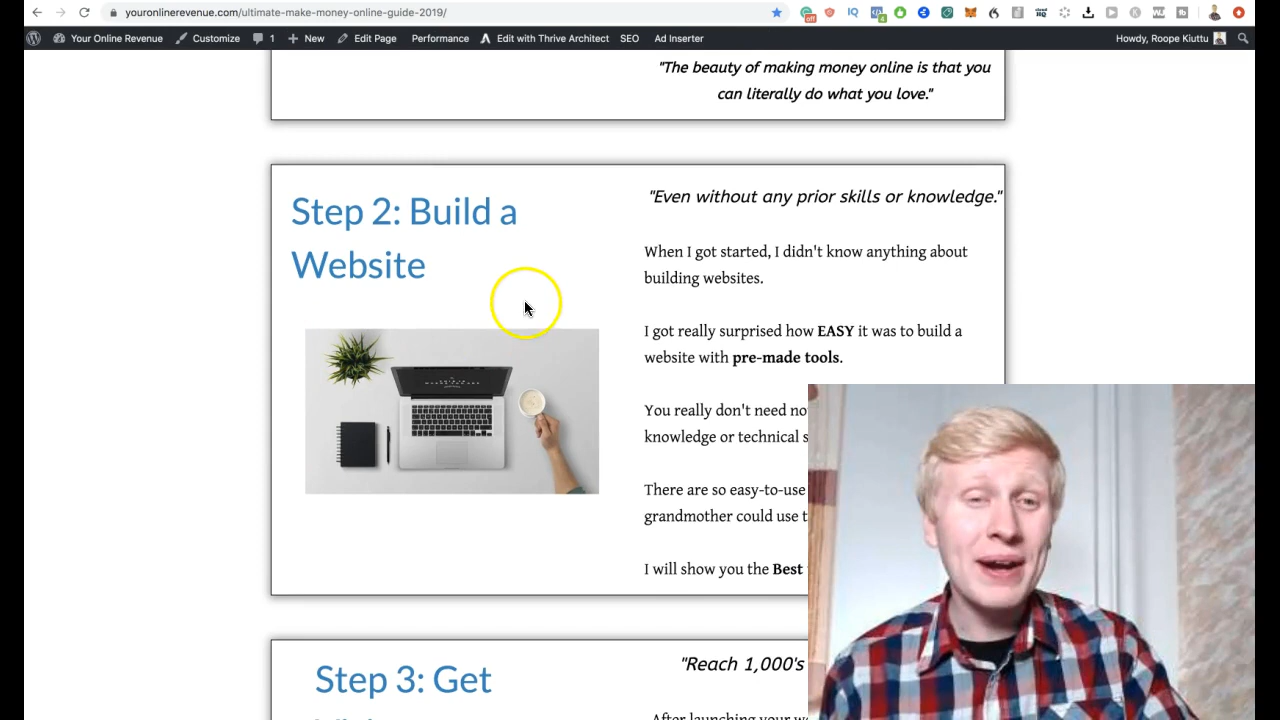 youronlinerevenue.com/ultimate-make-money-online-guide-2019/
Your Online Revenue Customize 1 New Edit Page Performance Edit with Thrive Architect SEO Ad Inserter Howdy, Roope Kiuttu
"The beauty of making money online is that you
can literally do what you love."
Step 2: Build a
Website
"Even without any prior skills or knowledge."
When I got started, I didn't know anything about
building websites.
I got really surprised how EASY it was to build a
website with pre-made tools.
You really don't need no
knowledge or technical s
There are so easy-to-use
grandmother could use t
I will show you the Best
Step 3: Get
"Reach 1,000's
After launching your w